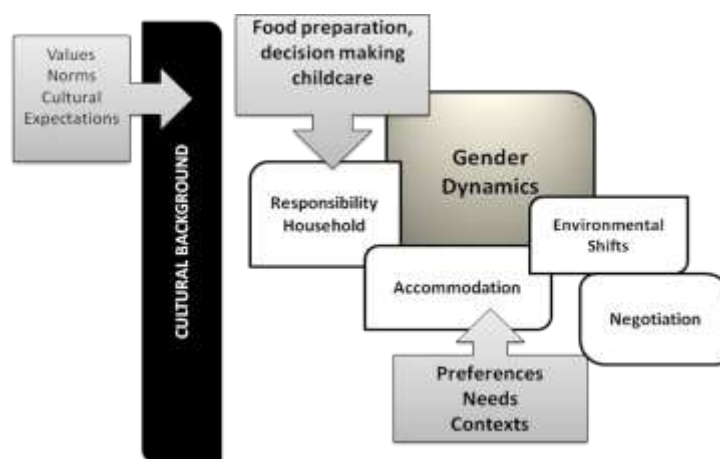 Values
Norms
Cultural
Expectations
CULTURAL BACKGROUND
Food preparation,
decision making
childcare
Gender
Dynamics
Responsibility
Household
Environmental
Shifts
Accommodation
Negotiation
Preferences
Needs
Contexts